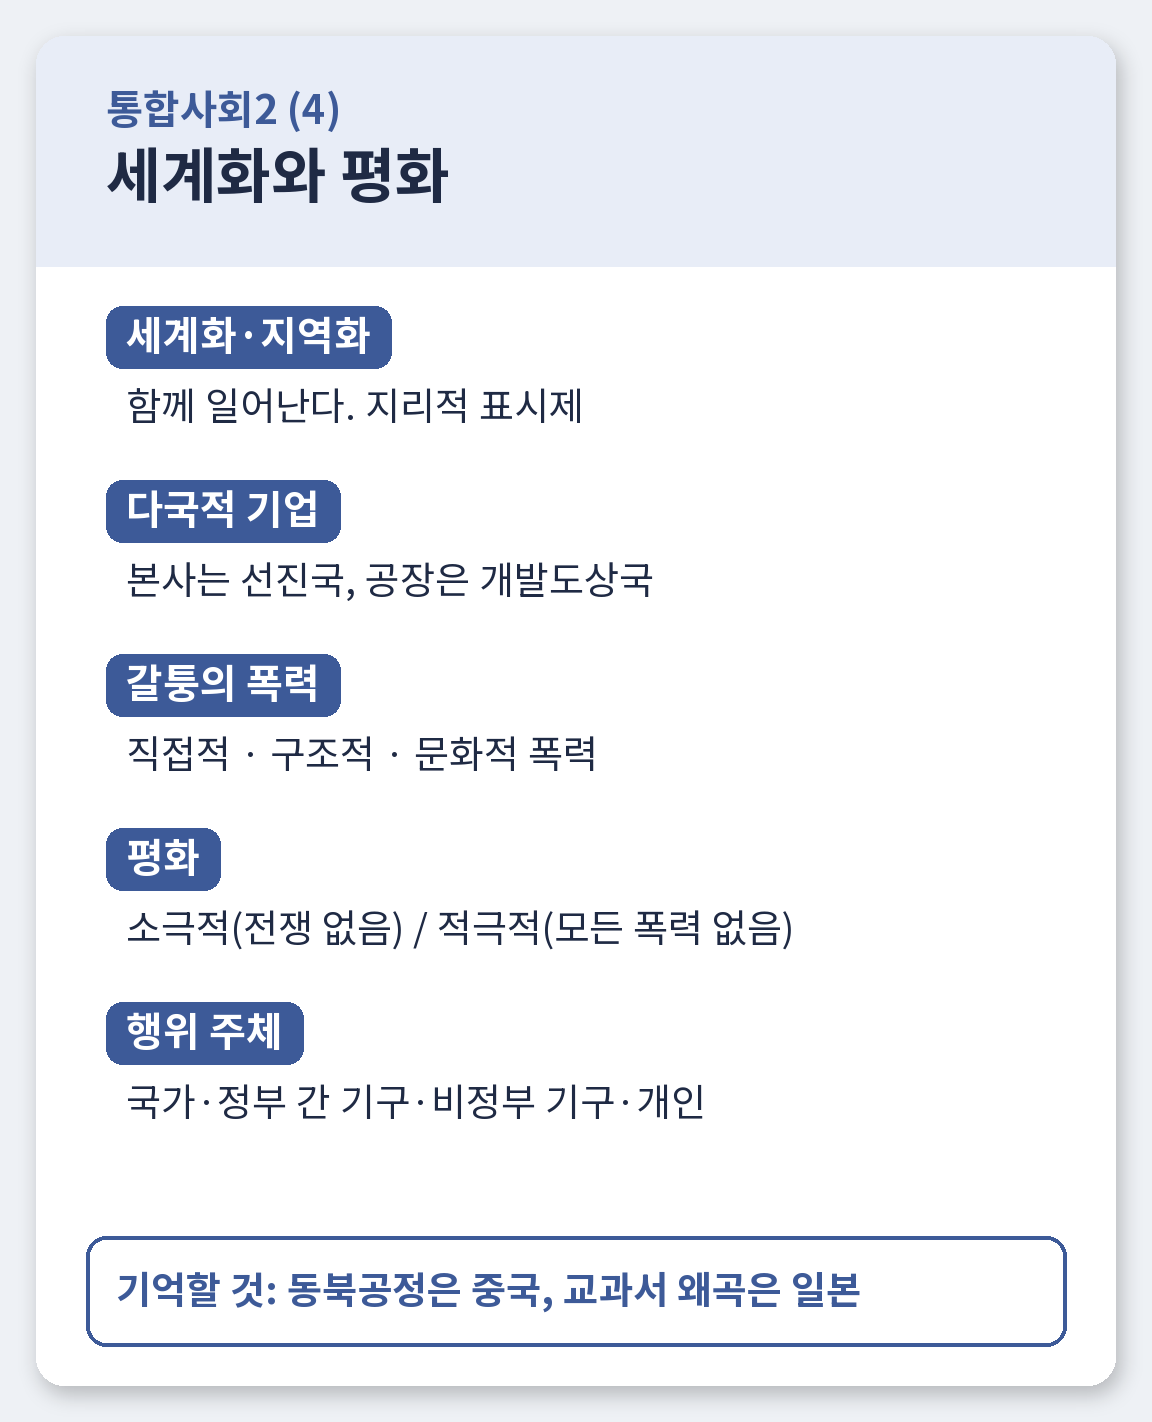 통합사회2 (4)
세계화와 평화
세계화·지역화
함께 일어난다. 지리적 표시제
다국적 기업
본사는 선진국, 공장은 개발도상국
갈퉁의 폭력
직접적 · 구조적 · 문화적 폭력
평화
소극적(전쟁 없음) / 적극적(모든 폭력 없음)
행위 주체
국가·정부 간 기구·비정부 기구·개인
기억할 것: 동북공정은 중국, 교과서 왜곡은 일본